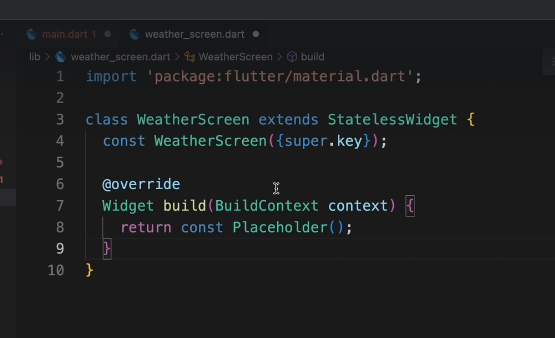 main.dart 1
weather_screen.dart
lib > weather_screen.dart > WeatherScreen > build
1 import 'package:flutter/material.dart';
2
3 class WeatherScreen extends StatelessWidget {
4 const WeatherScreen({super.key});
5
6 @override
7 Widget build(BuildContext context) {
8 return const Placeholder();
9 }
10 }